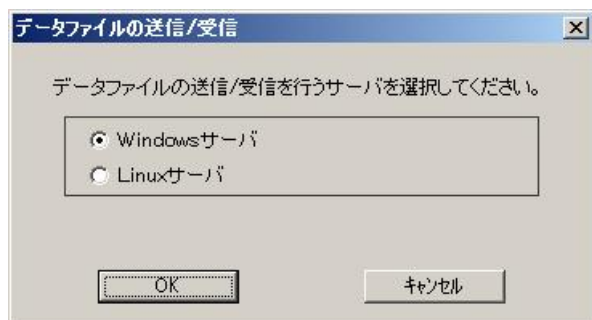 データファイルの送信/受信
データファイルの送信/受信を行うサーバを選択してください。
Windowsサーバ
Linuxサーバ
OK
ｷｬﾝｾﾙ